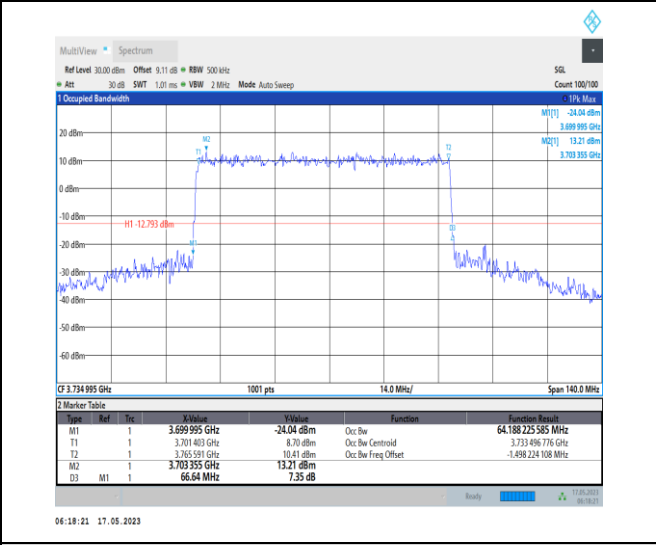 MultiView Spectrum
Ref Level 30.00 dBm Offset 9.11 dB RBW 500 kHz SGL
Att 30 dB SWT 1.01 ms VBW 2 MHz Mode Auto Sweep Count 100/100
1 Occupied Bandwidth 1Pk Max
M1[1] -24.04 dBm
3.699 995 GHz
M2[1] 13.21 dBm
3.703 355 GHz
20 dBm
M2
T1
T2
10 dBm
0 dBm
-10 dBm
H1 -12.793 dBm
D3
-20 dBm
M1
-30 dBm
-40 dBm
-50 dBm
-60 dBm
CF 3.734 995 GHz 1001 pts 14.0 MHz/ Span 140.0 MHz
2 Marker Table
Type Ref Trc X-Value Y-Value Function Function Result
M1 1 3.699 995 GHz -24.04 dBm Occ Bw 64.188 225 585 MHz
T1 1 3.701 403 GHz 8.70 dBm Occ Bw Centroid 3.733 496 776 GHz
T2 1 3.765 591 GHz 10.41 dBm Occ Bw Freq Offset -1.498 224 108 MHz
M2 1 3.703 355 GHz 13.21 dBm
D3 M1 1 66.64 MHz 7.35 dB
Ready 17.05.2023
06:18:21
06:18:21 17.05.2023